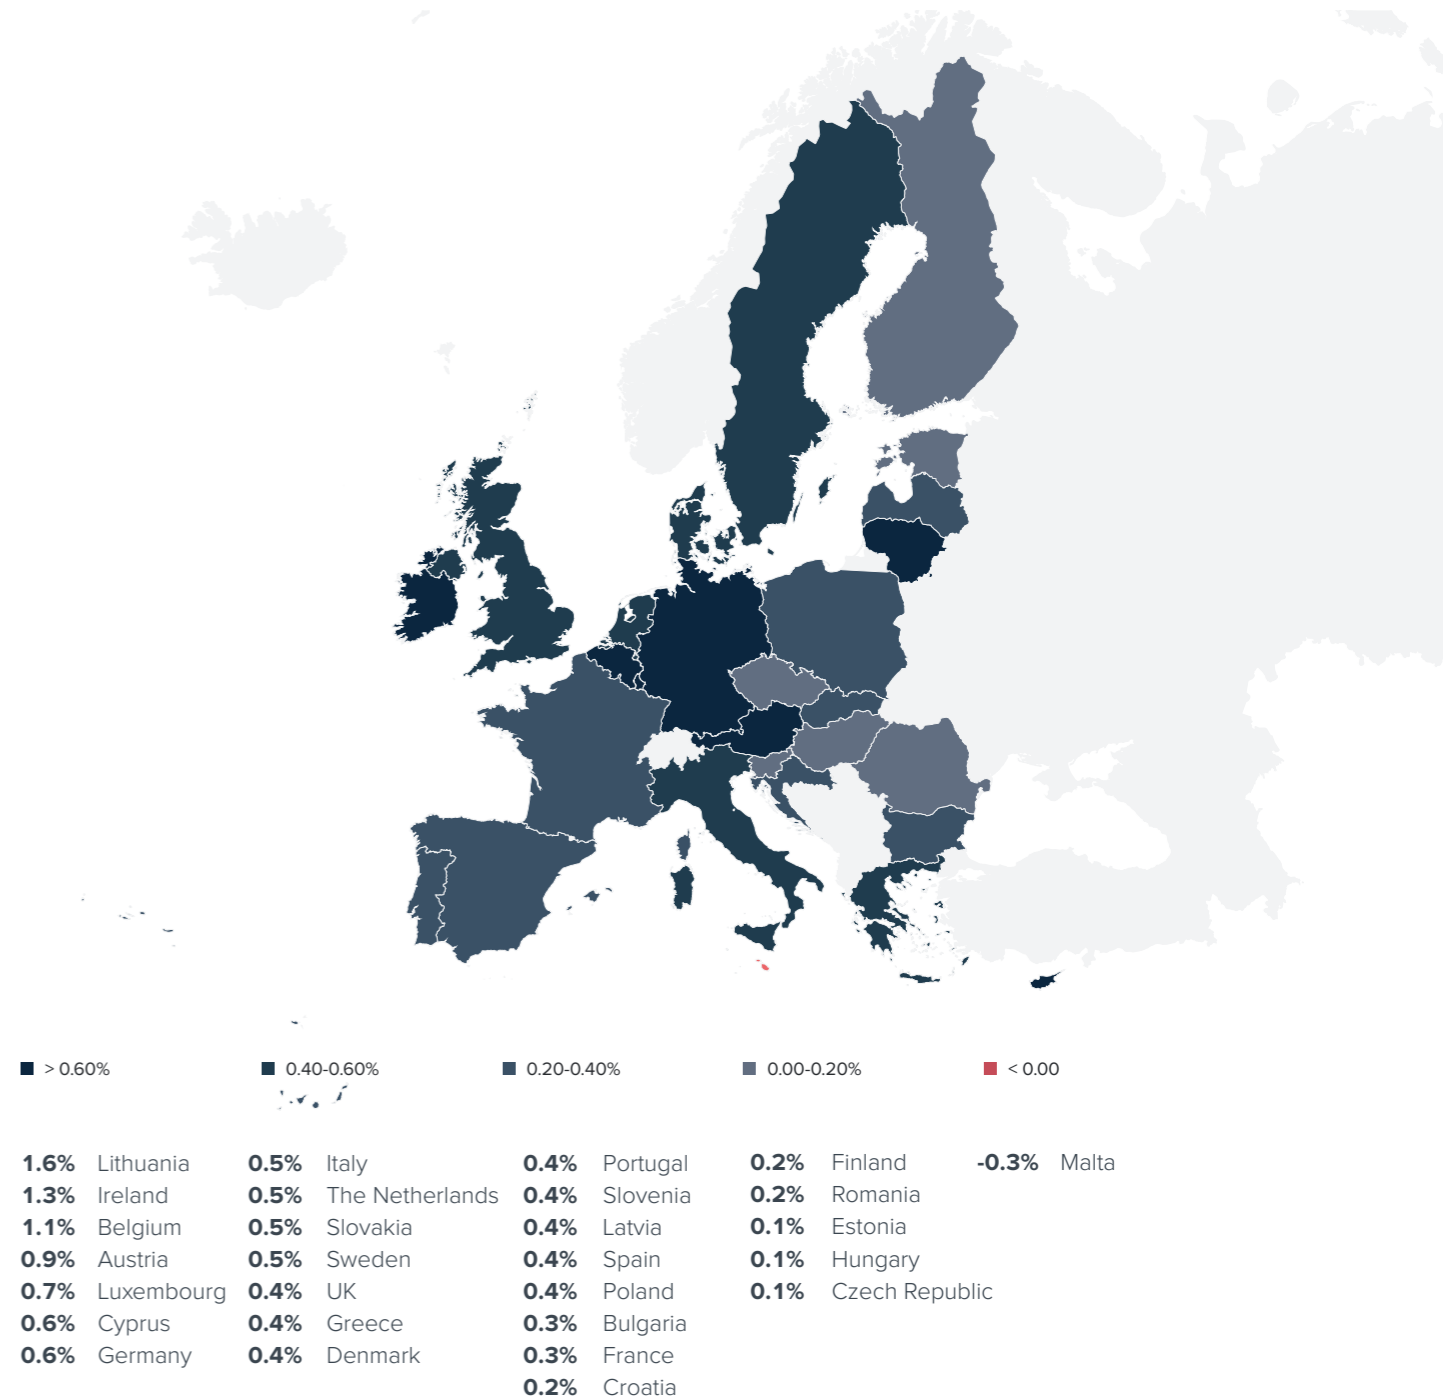 > 0.60%
0.40-0.60%
0.20-0.40%
0.00-0.20%
< 0.00
1.6% Lithuania
1.3% Ireland
1.1% Belgium
0.9% Austria
0.7% Luxembourg
0.6% Cyprus
0.6% Germany
0.5% Italy
0.5% The Netherlands
0.5% Slovakia
0.5% Sweden
0.4% UK
0.4% Greece
0.4% Denmark
0.4% Portugal
0.4% Slovenia
0.4% Latvia
0.4% Spain
0.4% Poland
0.3% Bulgaria
0.3% France
0.2% Croatia
0.2% Finland
0.2% Romania
0.1% Estonia
0.1% Hungary
0.1% Czech Republic
-0.3% Malta